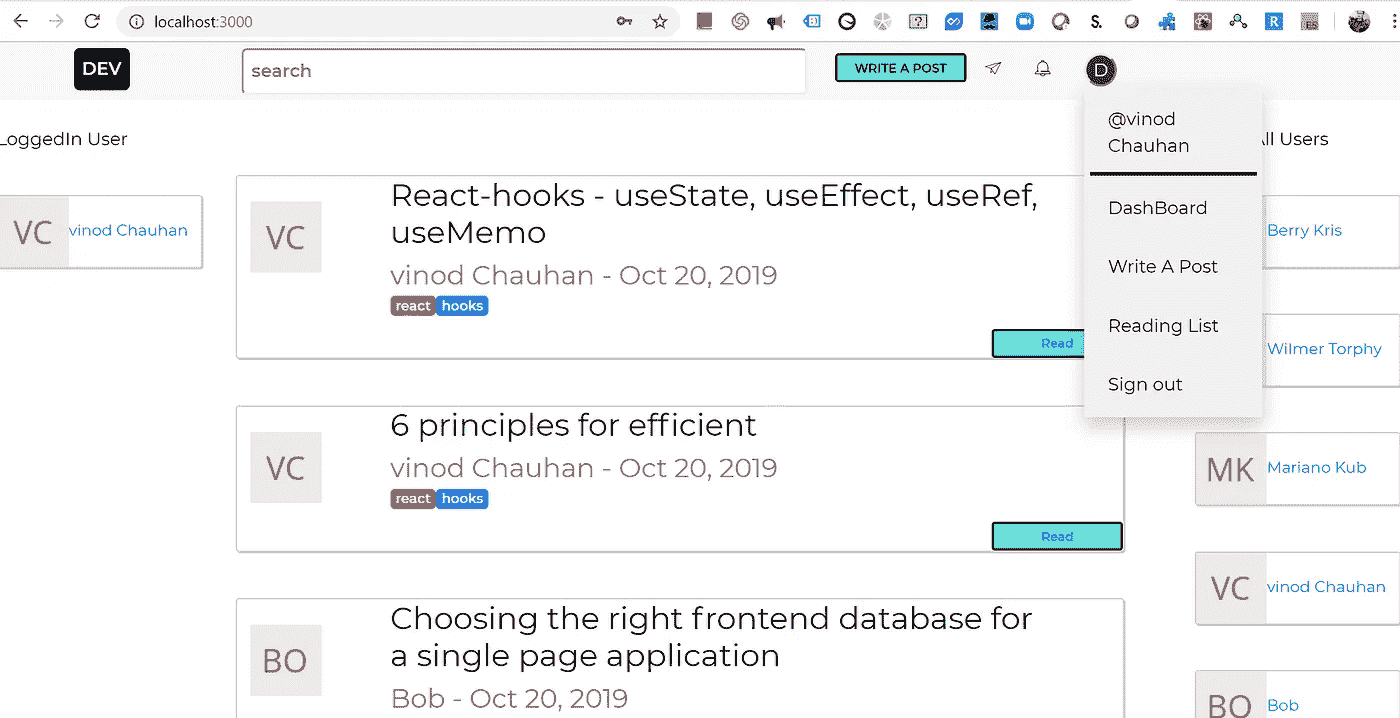 localhost:3000
DEV
search
WRITE A POST
D
@vinod
Chauhan
DashBoard
Write A Post
Reading List
Sign out
LoggedIn User
VC
vinod Chauhan
VC
React-hooks - useState, useEffect, useRef,
useMemo
vinod Chauhan - Oct 20, 2019
react hooks
Read
VC
6 principles for efficient
vinod Chauhan - Oct 20, 2019
react hooks
Read
BO
Choosing the right frontend database for
a single page application
Bob - Oct 20, 2019
All Users
Berry Kris
Wilmer Torphy
MK
Mariano Kub
VC
vinod Chauhan
BO
Bob